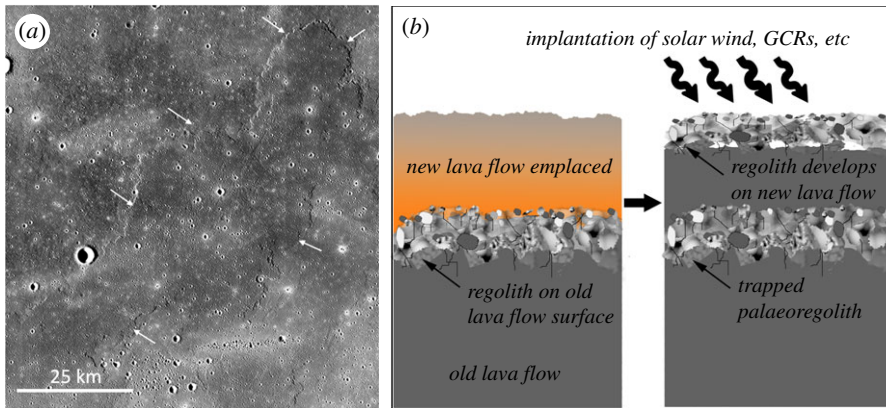 (a)
25 km
(b)
implantation of solar wind, GCRs, etc
new lava flow emplaced
regolith on old
lava flow surface
old lava flow
regolith develops
on new lava flow
trapped
palaeoregolith